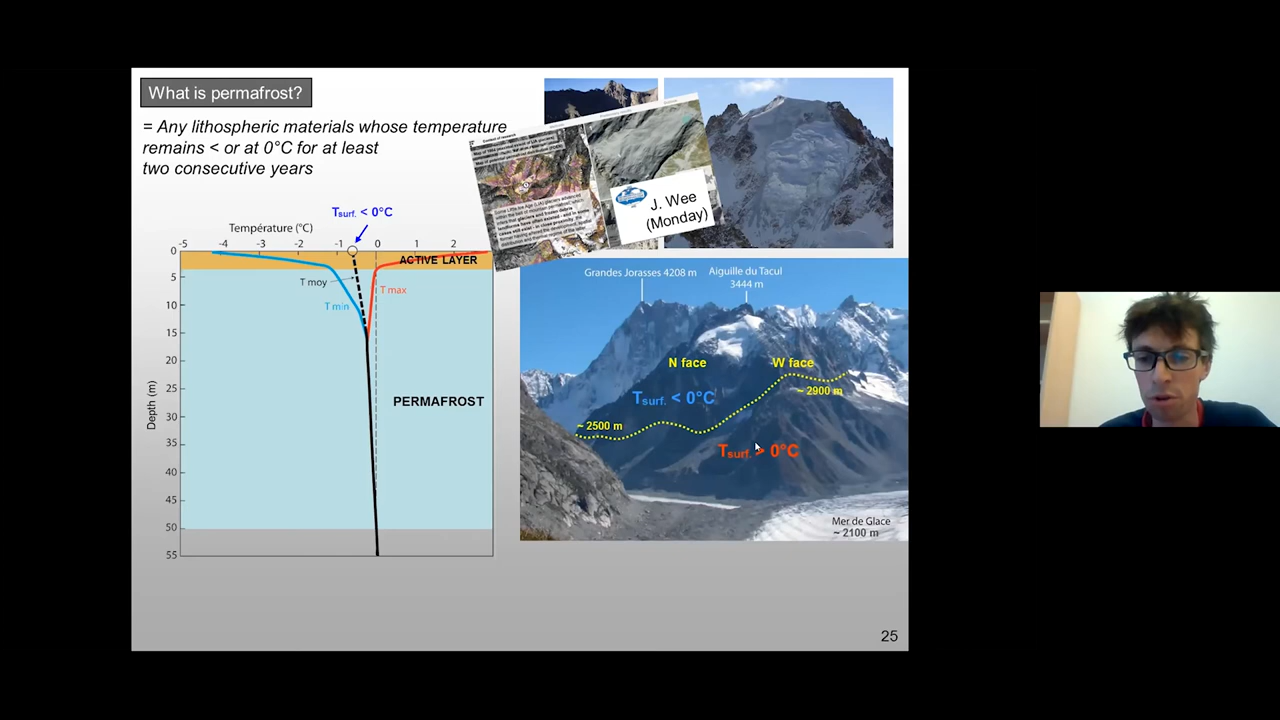 What is permafrost?
= Any lithospheric materials whose temperature
remains < or at 0°C for at least
two consecutive years
Tsurf. < 0°C
Température (°C)
-5 -4 -3 -2 -1 0 1 2
ACTIVE LAYER
T moy
T max
T min
PERMAFROST
Depth (m)
0
5
10
15
20
25
30
35
40
45
50
55
Context of research
J. Wee
(Monday)
Grandes Jorasses 4208 m
Aiguille du Tacul
3444 m
N face
W face
Tsurf. < 0°C
~ 2900 m
~ 2500 m
Tsurf. > 0°C
Mer de Glace
~ 2100 m
25